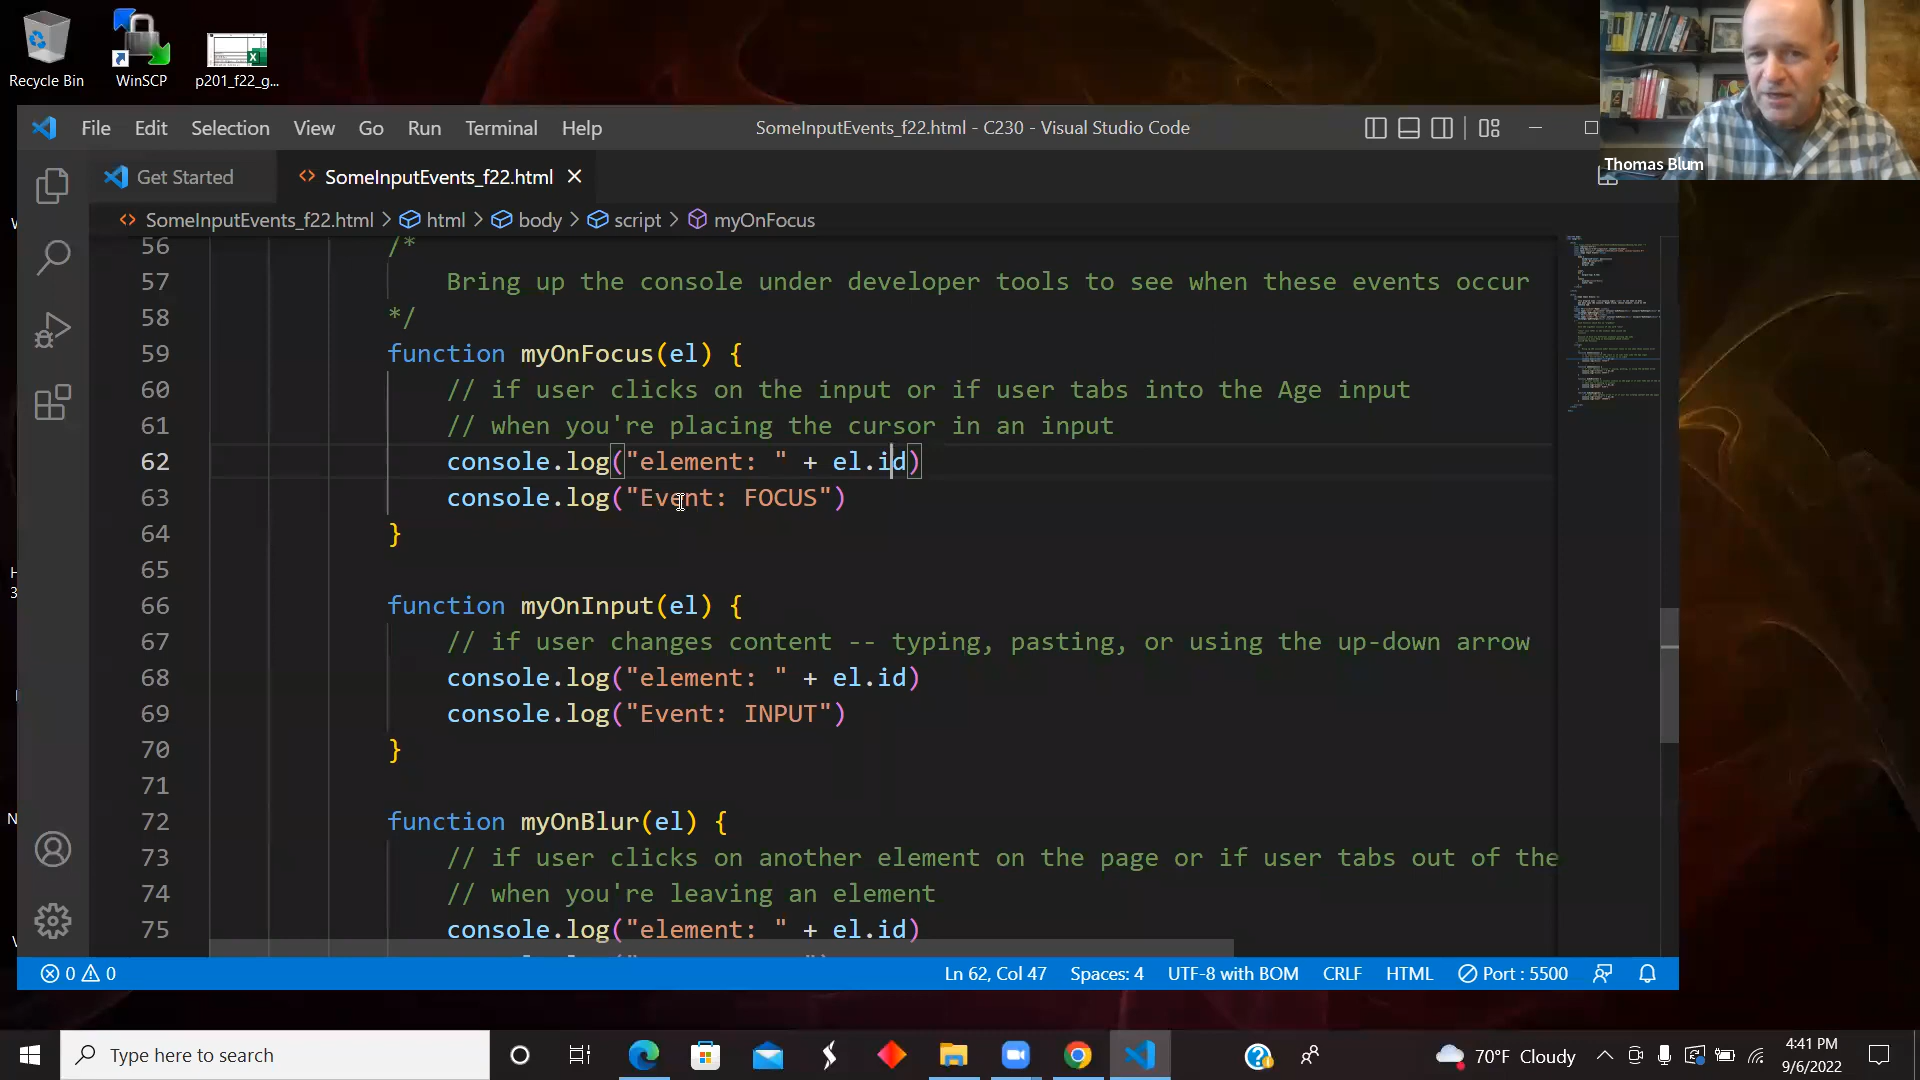 Recycle Bin
WinSCP
p201_f22_g...
File Edit Selection View Go Run Terminal Help
SomeInputEvents_f22.html - C230 - Visual Studio Code
Thomas Blum
Get Started
SomeInputEvents_f22.html
SomeInputEvents_f22.html > html > body > script > myOnFocus
56 /*
57 Bring up the console under developer tools to see when these events occur
58 */
59 function myOnFocus(el) {
60 // if user clicks on the input or if user tabs into the Age input
61 // when you're placing the cursor in an input
62 console.log("element: " + el.id)
63 console.log("Event: FOCUS")
64 }
65
66 function myOnInput(el) {
67 // if user changes content -- typing, pasting, or using the up-down arrow
68 console.log("element: " + el.id)
69 console.log("Event: INPUT")
70 }
71
72 function myOnBlur(el) {
73 // if user clicks on another element on the page or if user tabs out of the
74 // when you're leaving an element
75 console.log("element: " + el.id)
0 0
Ln 62, Col 47 Spaces: 4 UTF-8 with BOM CRLF HTML Port : 5500
Type here to search
70°F Cloudy
4:41 PM
9/6/2022